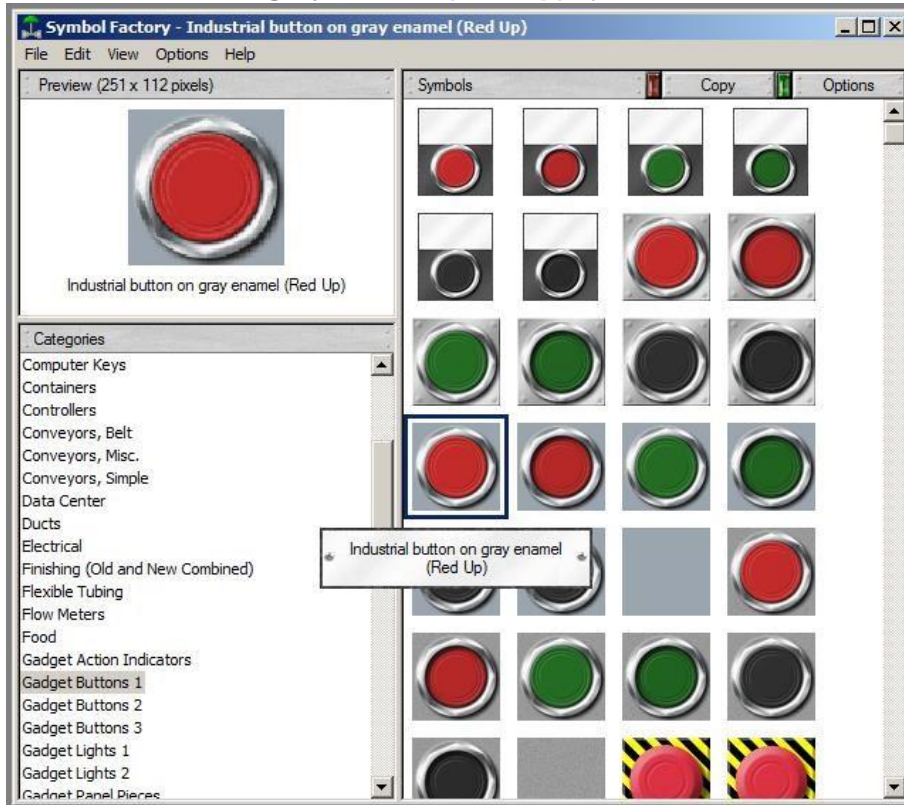 Symbol Factory - Industrial button on gray enamel (Red Up)
File Edit View Options Help
Preview (251 x 112 pixels)
Industrial button on gray enamel (Red Up)
Categories
Computer Keys
Containers
Controllers
Conveyors, Belt
Conveyors, Misc.
Conveyors, Simple
Data Center
Ducts
Electrical
Finishing (Old and New Combined)
Flexible Tubing
Flow Meters
Food
Gadget Action Indicators
Gadget Buttons 1
Gadget Buttons 2
Gadget Buttons 3
Gadget Lights 1
Gadget Lights 2
Gadget Panel Pieces
Symbols Copy Options
Industrial button on gray enamel
(Red Up)